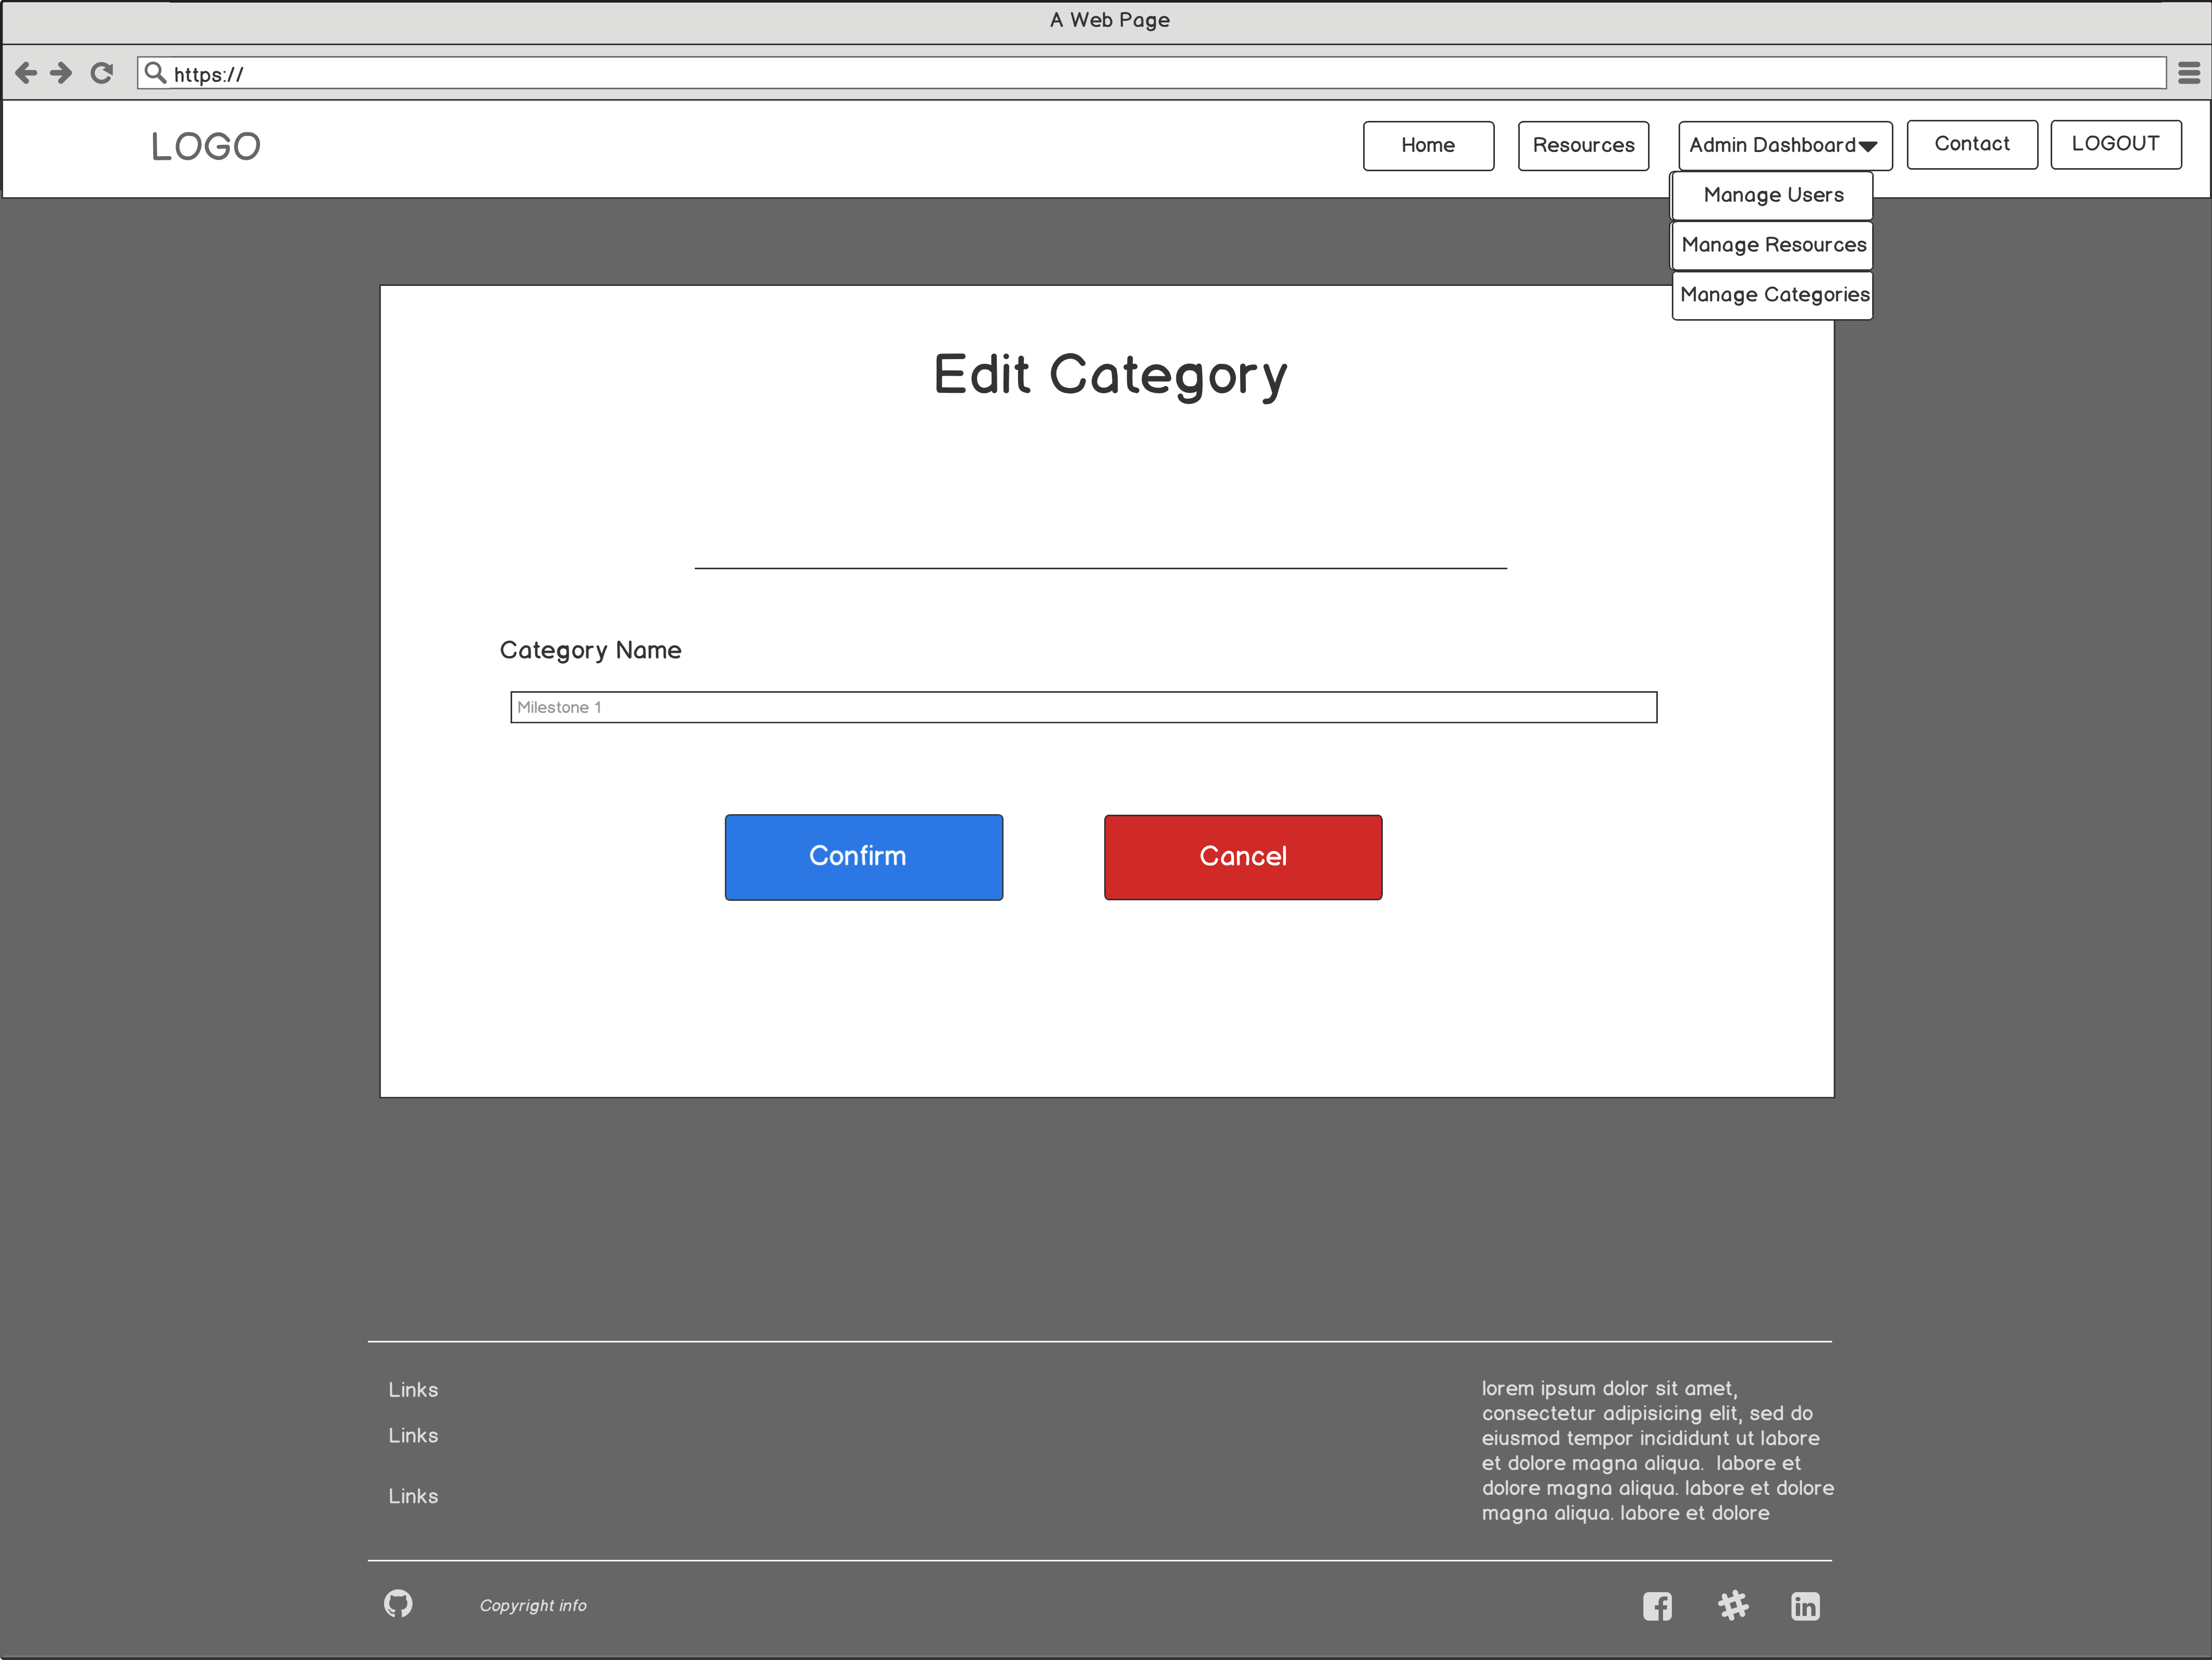 A Web Page
https://
LOGO
Home
Resources
Admin Dashboard
Contact
LOGOUT
Manage Users
Manage Resources
Manage Categories
Edit Category
Category Name
Milestone 1
Confirm
Cancel
Links
Links
Links
lorem ipsum dolor sit amet,
consectetur adipisicing elit, sed do
eiusmod tempor incididunt ut labore
et dolore magna aliqua.  labore et
dolore magna aliqua. labore et dolore
magna aliqua. labore et dolore
Copyright info